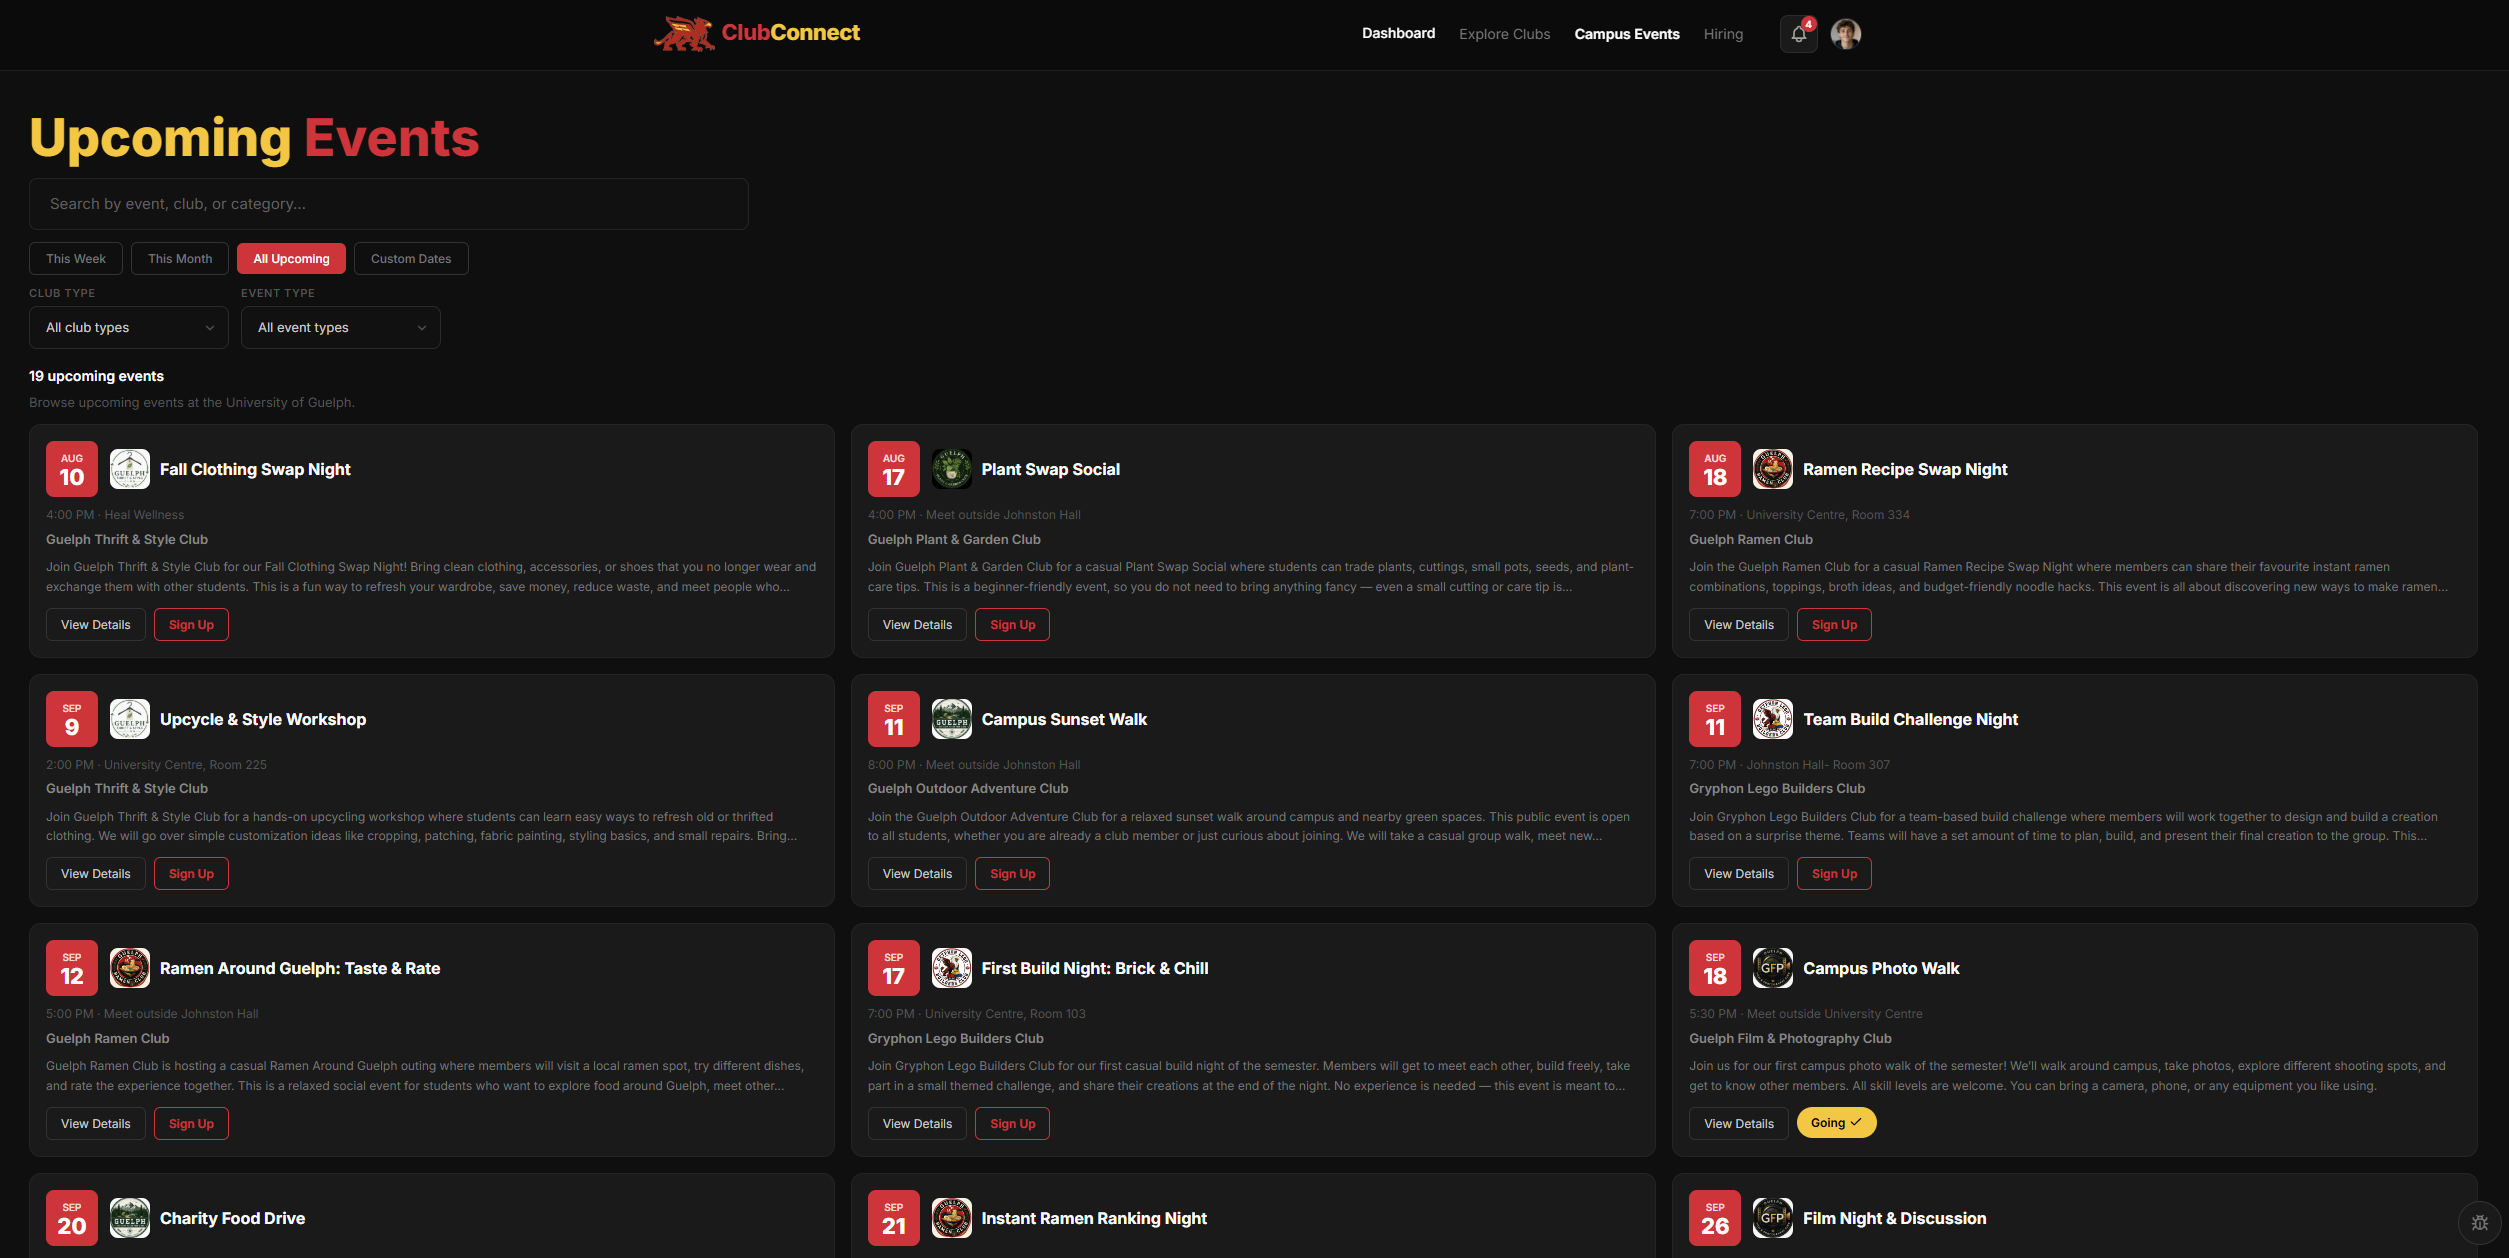 ClubConnect
Dashboard
Explore Clubs
Campus Events
Hiring
4
Upcoming Events
Search by event, club, or category...
This Week
This Month
All Upcoming
Custom Dates
CLUB TYPE
EVENT TYPE
All club types
All event types
19 upcoming events
Browse upcoming events at the University of Guelph.
AUG
10
GUELPH
Fall Clothing Swap Night
4:00 PM · Heal Wellness
Guelph Thrift & Style Club
Join Guelph Thrift & Style Club for our Fall Clothing Swap Night! Bring clean clothing, accessories, or shoes that you no longer wear and
exchange them with other students. This is a fun way to refresh your wardrobe, save money, reduce waste, and meet people who...
View Details
Sign Up
AUG
17
GUELPH
Plant Swap Social
4:00 PM · Meet outside Johnston Hall
Guelph Plant & Garden Club
Join Guelph Plant & Garden Club for a casual Plant Swap Social where students can trade plants, cuttings, small pots, seeds, and plant-
care tips. This is a beginner-friendly event, so you do not need to bring anything fancy — even a small cutting or care tip is...
View Details
Sign Up
AUG
18
GUELPH
RAMEN CLUB
Ramen Recipe Swap Night
7:00 PM · University Centre, Room 334
Guelph Ramen Club
Join the Guelph Ramen Club for a casual Ramen Recipe Swap Night where members can share their favourite instant ramen
combinations, toppings, broth ideas, and budget-friendly noodle hacks. This event is all about discovering new ways to make ramen...
View Details
Sign Up
SEP
9
GUELPH
Upcycle & Style Workshop
2:00 PM · University Centre, Room 225
Guelph Thrift & Style Club
Join Guelph Thrift & Style Club for a hands-on upcycling workshop where students can learn easy ways to refresh old or thrifted
clothing. We will go over simple customization ideas like cropping, patching, fabric painting, styling basics, and small repairs. Bring...
View Details
Sign Up
SEP
11
GUELPH
Campus Sunset Walk
8:00 PM · Meet outside Johnston Hall
Guelph Outdoor Adventure Club
Join the Guelph Outdoor Adventure Club for a relaxed sunset walk around campus and nearby green spaces. This public event is open
to all students, whether you are already a club member or just curious about joining. We will take a casual group walk, meet new...
View Details
Sign Up
SEP
11
GRYPHON LEGO
BUILDERS CLUB
Team Build Challenge Night
7:00 PM · Johnston Hall- Room 307
Gryphon Lego Builders Club
Join Gryphon Lego Builders Club for a team-based build challenge where members will work together to design and build a creation
based on a surprise theme. Teams will have a set amount of time to plan, build, and present their final creation to the group. This...
View Details
Sign Up
SEP
12
GUELPH
RAMEN CLUB
Ramen Around Guelph: Taste & Rate
5:00 PM · Meet outside Johnston Hall
Guelph Ramen Club
Guelph Ramen Club is hosting a casual Ramen Around Guelph outing where members will visit a local ramen spot, try different dishes,
and rate the experience together. This is a relaxed social event for students who want to explore food around Guelph, meet other...
View Details
Sign Up
SEP
17
GRYPHON LEGO
BUILDERS CLUB
First Build Night: Brick & Chill
7:00 PM · University Centre, Room 103
Gryphon Lego Builders Club
Join Gryphon Lego Builders Club for our first casual build night of the semester. Members will get to meet each other, build freely, take
part in a small themed challenge, and share their creations at the end of the night. No experience is needed — this event is meant to...
View Details
Sign Up
SEP
18
GFP
Campus Photo Walk
5:30 PM · Meet outside University Centre
Guelph Film & Photography Club
Join us for our first campus photo walk of the semester! We'll walk around campus, take photos, explore different shooting spots, and
get to know other members. All skill levels are welcome. You can bring a camera, phone, or any equipment you like using.
View Details
Going ✓
SEP
20
GUELPH
Charity Food Drive
SEP
21
GUELPH
RAMEN CLUB
Instant Ramen Ranking Night
SEP
26
GFP
Film Night & Discussion